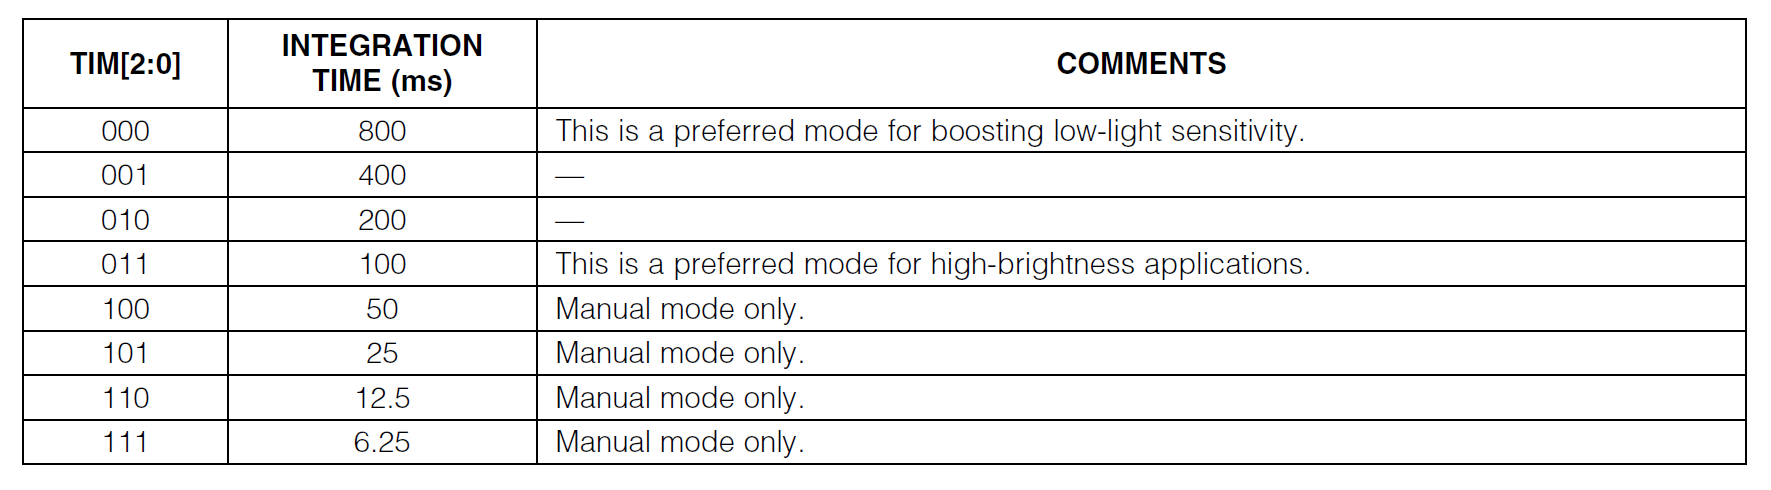 TIM[2:0] INTEGRATION TIME (ms) COMMENTS
000 800 This is a preferred mode for boosting low-light sensitivity.
001 400 —
010 200 —
011 100 This is a preferred mode for high-brightness applications.
100 50 Manual mode only.
101 25 Manual mode only.
110 12.5 Manual mode only.
111 6.25 Manual mode only.